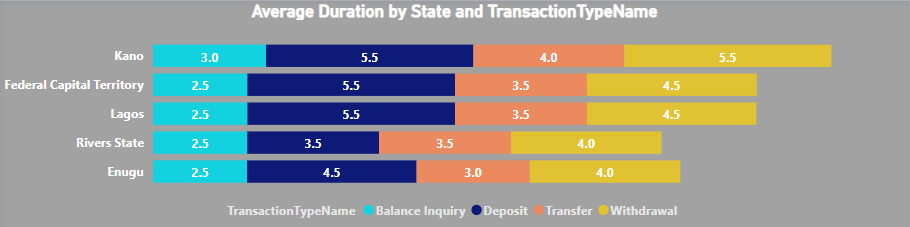 Average Duration by State and TransactionTypeName
Kano 3.0 5.5 4.0 5.5
Federal Capital Territory 2.5 5.5 3.5 4.5
Lagos 2.5 5.5 3.5 4.5
Rivers State 2.5 3.5 3.5 4.0
Enugu 2.5 4.5 3.0 4.0
TransactionTypeName Balance Inquiry Deposit Transfer Withdrawal